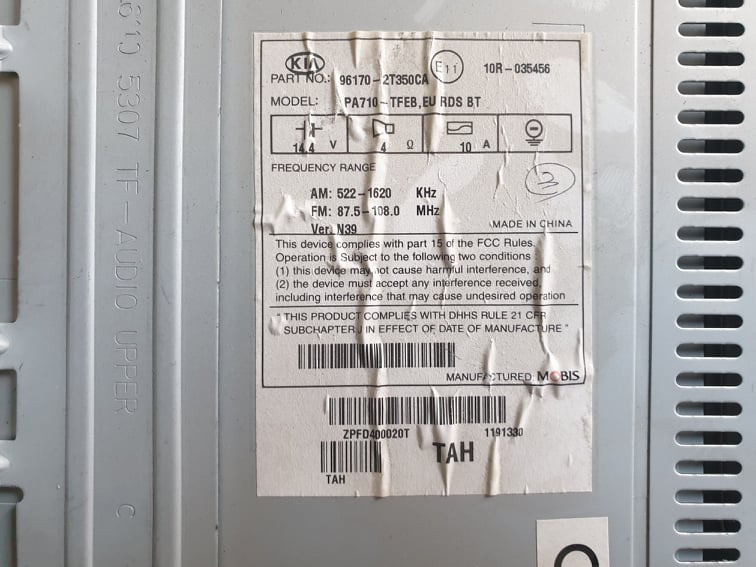 KIA
PART NO.: 96170-2T350CA E11 10R-035456
MODEL: PA710-TFEB,EU RDS BT
14.4 V 4 Ω 10 A
FREQUENCY RANGE
3
AM: 522-1620 KHz
FM: 87.5-108.0 MHz
Ver. N39 MADE IN CHINA
This device complies with part 15 of the FCC Rules.
Operation is Subject to the following two conditions
(1) this device may not cause harmful interference, and
(2) the device must accept any interference received,
including interference that may cause undesired operation
"THIS PRODUCT COMPLIES WITH DHHS RULE 21 CFR
SUBCHAPTER J IN EFFECT OF DATE OF MANUFACTURE"
MANUFACTURED: MOBIS
ZPFD400020T 1191330
TAH
TAH
5307 TF-AUDIO UPPER C